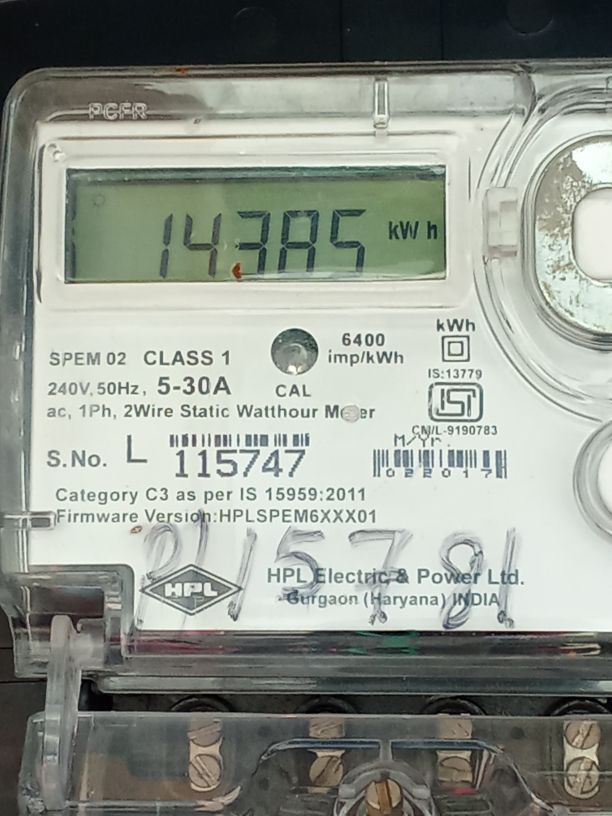 PCFR
14385 kWh
SPEM 02 CLASS 1
6400
imp/kWh
kWh
240V, 50Hz, 5-30A
CAL
IS:13779
ac, 1Ph, 2Wire Static Watthour Meter
ISI
CM/L-9190783
S.No. L 115747
M/Yr.
022017
Category C3 as per IS 15959:2011
Firmware Version:HPLSPEM6XXX01
HPL
HPL Electric & Power Ltd.
Gurgaon (Haryana) INDIA